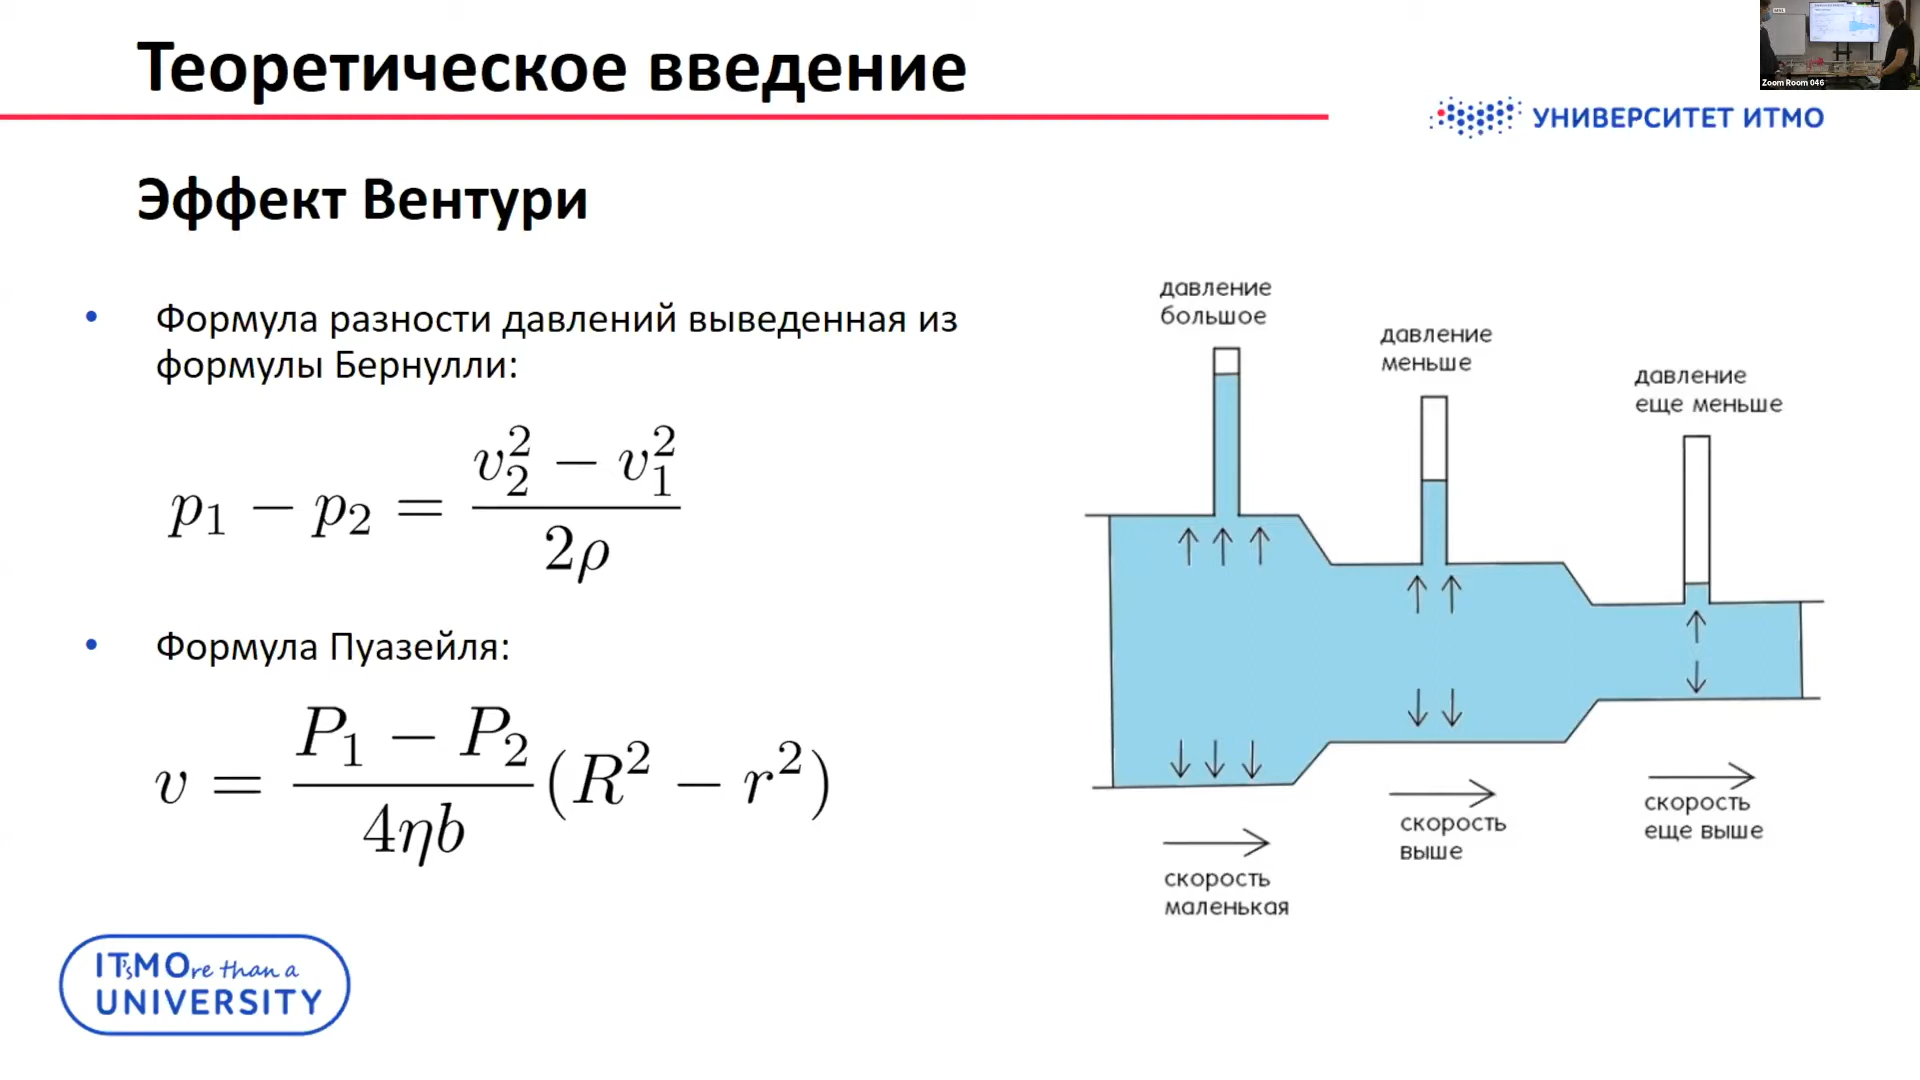 Теоретическое введение
Zoom Room 046
УНИВЕРСИТЕТ ИТМО
Эффект Вентури
• Формула разности давлений выведенная из
формулы Бернулли:
p₁ − p₂ = (v₂² − v₁²) / 2ρ
• Формула Пуазейля:
v = (P₁ − P₂) / 4ηb (R² − r²)
давление
большое
давление
меньше
давление
еще меньше
скорость
маленькая
скорость
выше
скорость
еще выше
IT'sMOre than a
UNIVERSITY